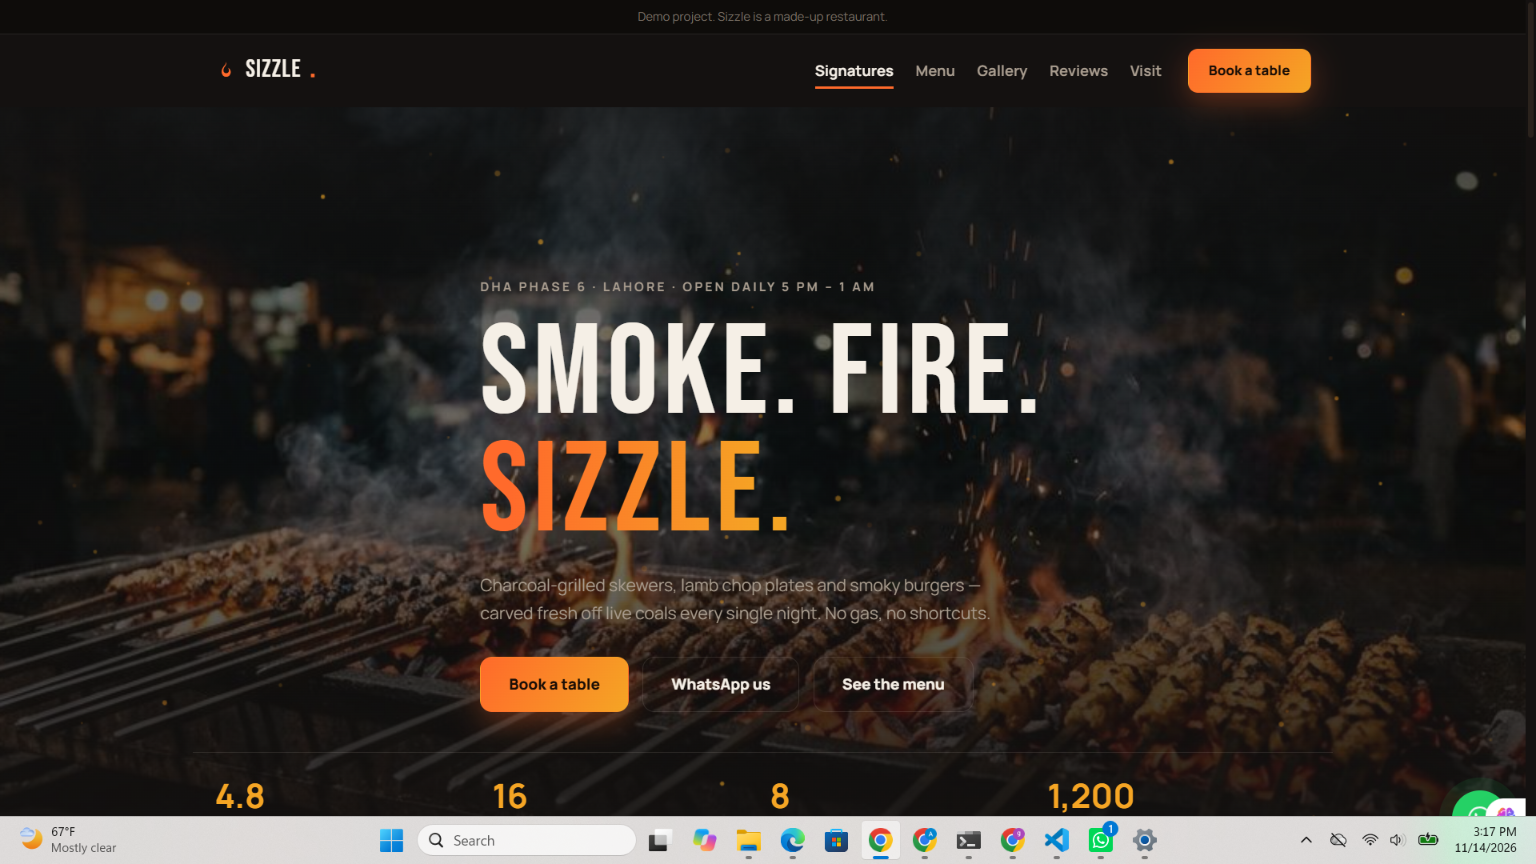 Demo project. Sizzle is a made-up restaurant.
SIZZLE .
Signatures
Menu
Gallery
Reviews
Visit
Book a table
DHA PHASE 6 · LAHORE · OPEN DAILY 5 PM – 1 AM
SMOKE. FIRE.
SIZZLE.
Charcoal-grilled skewers, lamb chop plates and smoky burgers —
carved fresh off live coals every single night. No gas, no shortcuts.
Book a table
WhatsApp us
See the menu
4.8
16
8
1,200
67°F
Mostly clear
Search
1
3:17 PM
11/14/2026